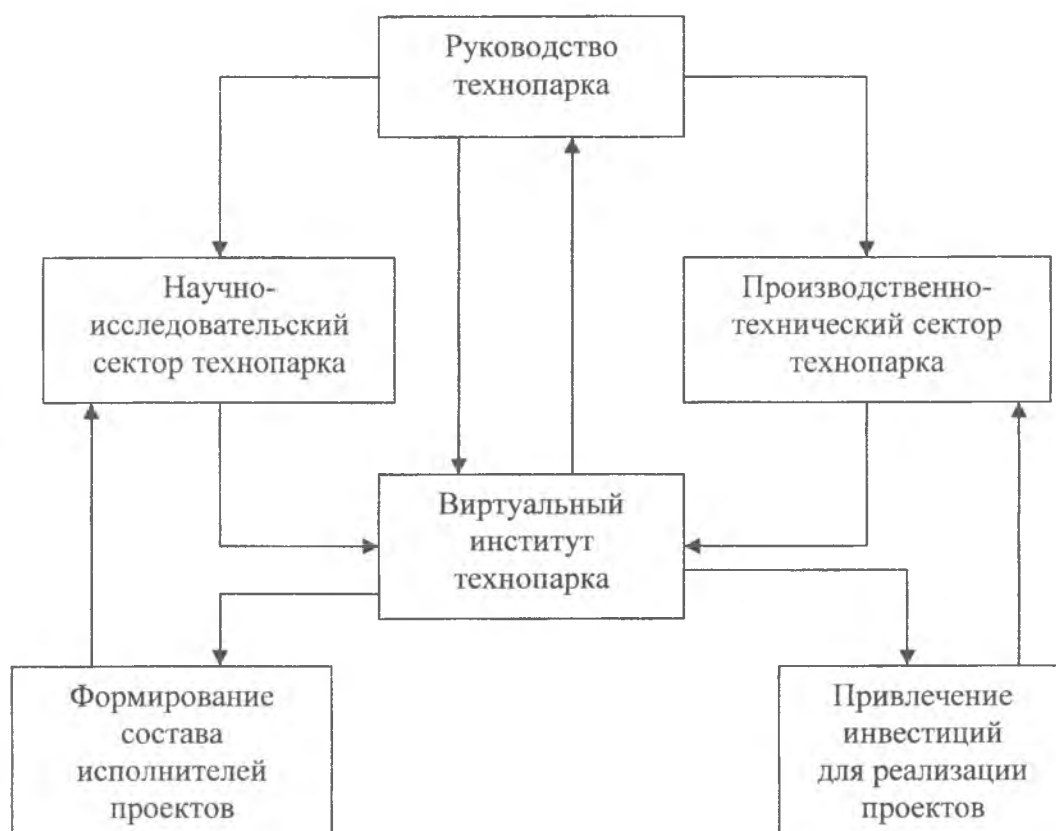 Руководство
технопарка
Научно-
исследовательский
сектор технопарка
Производственно-
технический сектор
технопарка
Виртуальный
институт
технопарка
Формирование
состава
исполнителей
проектов
Привлечение
инвестиций
для реализации
проектов